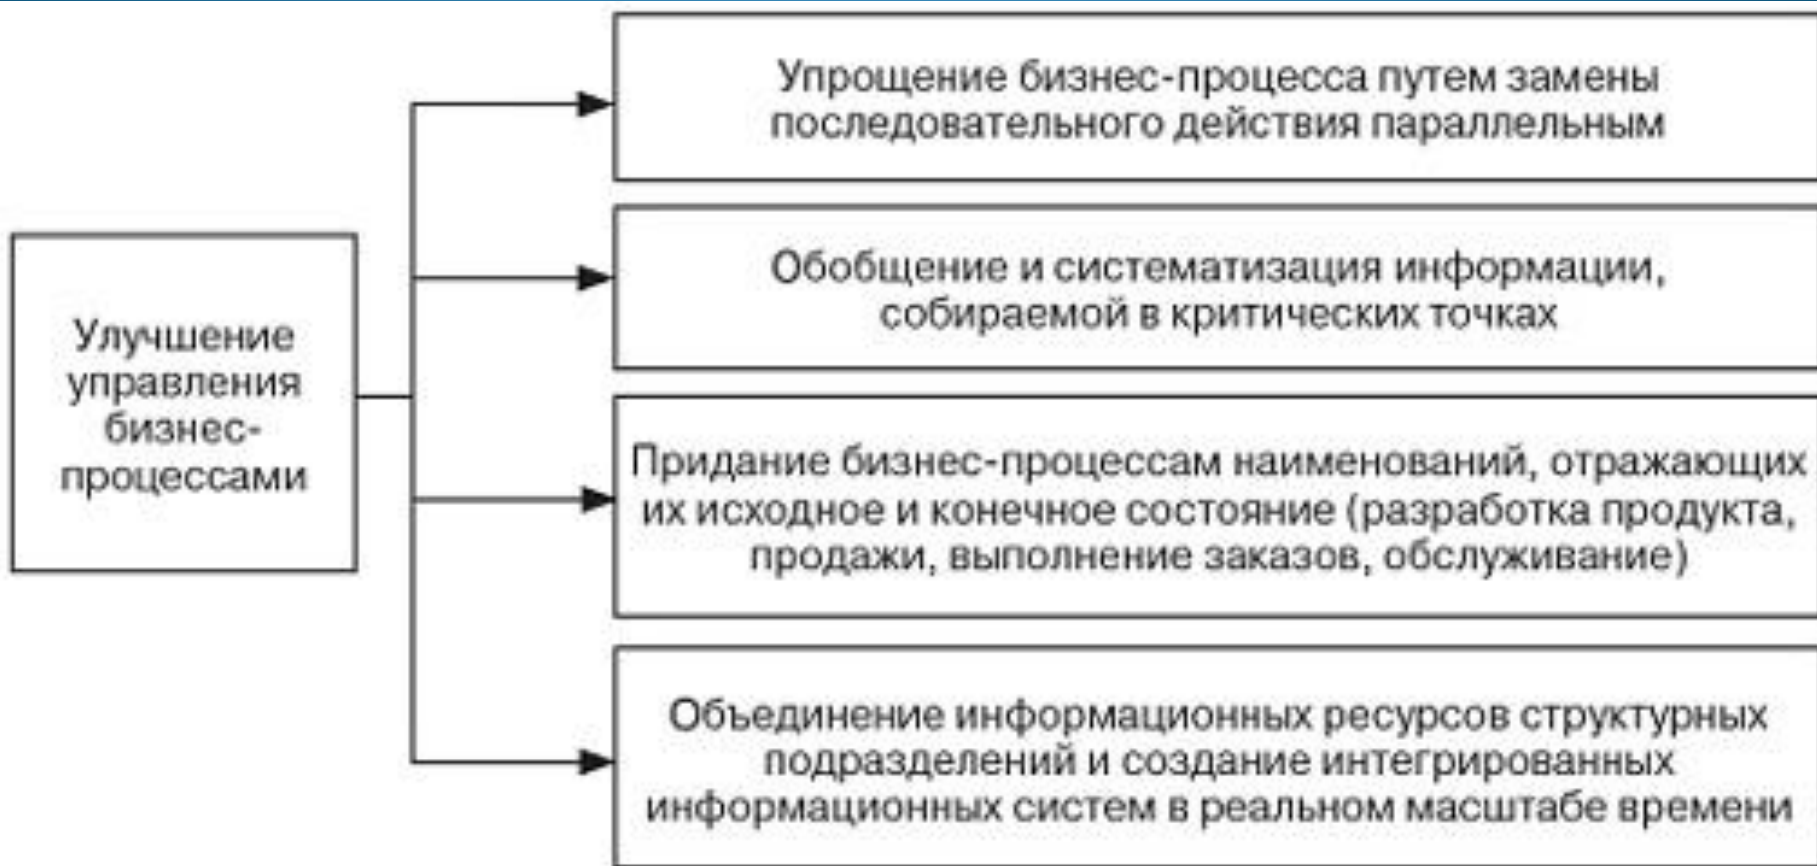 Улучшение
управления
бизнес-
процессами
Упрощение бизнес-процесса путем замены
последовательного действия параллельным
Обобщение и систематизация информации,
собираемой в критических точках
Придание бизнес-процессам наименований, отражающих
их исходное и конечное состояние (разработка продукта,
продажи, выполнение заказов, обслуживание)
Объединение информационных ресурсов структурных
подразделений и создание интегрированных
информационных систем в реальном масштабе времени